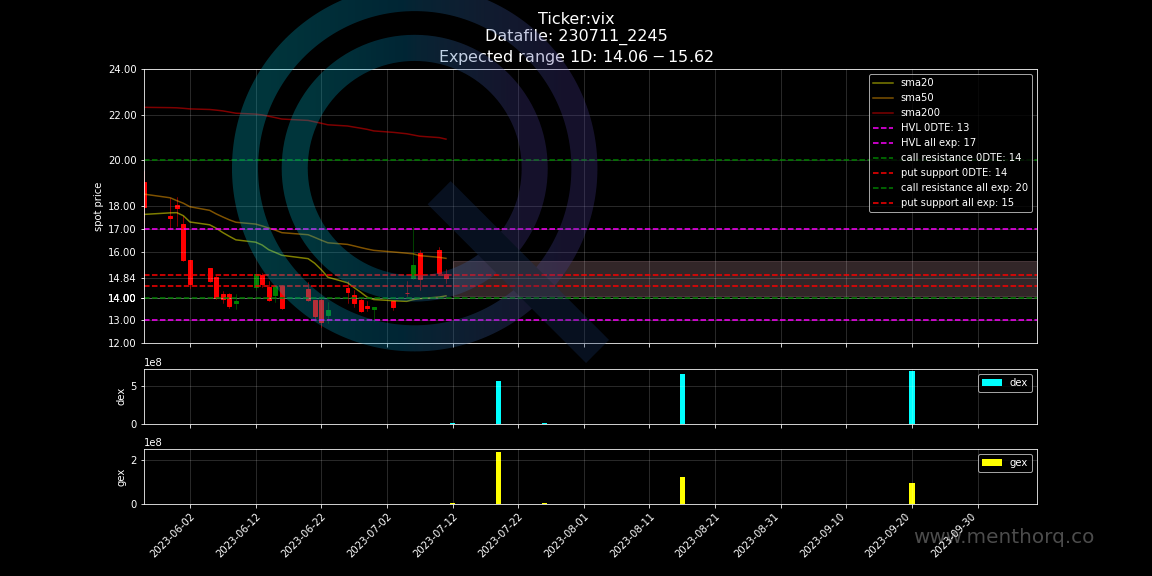 Ticker:vix
Datafile: 230711_2245
Expected range 1D: 14.06 − 15.62
24.00
22.00
20.00
18.00
17.00
16.00
14.84
14.00
13.00
12.00
spot price
sma20
sma50
sma200
HVL 0DTE: 13
HVL all exp: 17
call resistance 0DTE: 14
put support 0DTE: 14
call resistance all exp: 20
put support all exp: 15
1e8
5
0
dex
dex
1e8
2
0
gex
gex
2023-06-02
2023-06-12
2023-06-22
2023-07-02
2023-07-12
2023-07-22
2023-08-01
2023-08-11
2023-08-21
2023-08-31
2023-09-10
2023-09-20
2023-09-30
www.menthorq.co